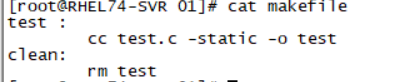 [root@RHEL74-SVR 01]# cat makefile
test :
cc test.c -static -o test
clean:
rm test